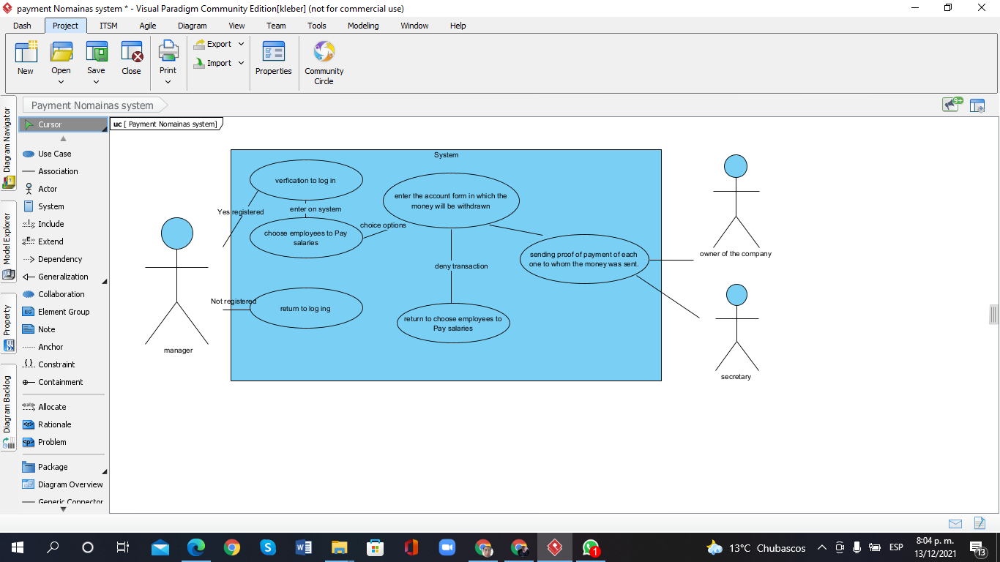 payment Nomainas system * - Visual Paradigm Community Edition[kleber] (not for commercial use)
Dash Project ITSM Agile Diagram View Team Tools Modeling Window Help
New Open Save Close Print Export Import Properties Community Circle
Payment Nomainas system
9+
Diagram Navigator
Model Explorer
Property
Diagram Backlog
Cursor
Use Case
Association
Actor
System
Include
Extend
Dependency
Generalization
Collaboration
EG Element Group
Note
Anchor
Constraint
Containment
Allocate
<r> Rationale
<p> Problem
Package
Diagram Overview
Generic Connector
uc [ Payment Nomainas system]
System
verfication to log in
Yes registered
enter on system
choose employees to Pay
salaries
choice options
enter the account form in which the
money will be withdrawn
deny transaction
sending proof of payment of each
one to whom the money was sent.
Not registered
return to log ing
return to choose employees to
Pay salaries
manager
owner of the company
secretary
13°C Chubascos
ESP
8:04 p. m.
13/12/2021
13
1